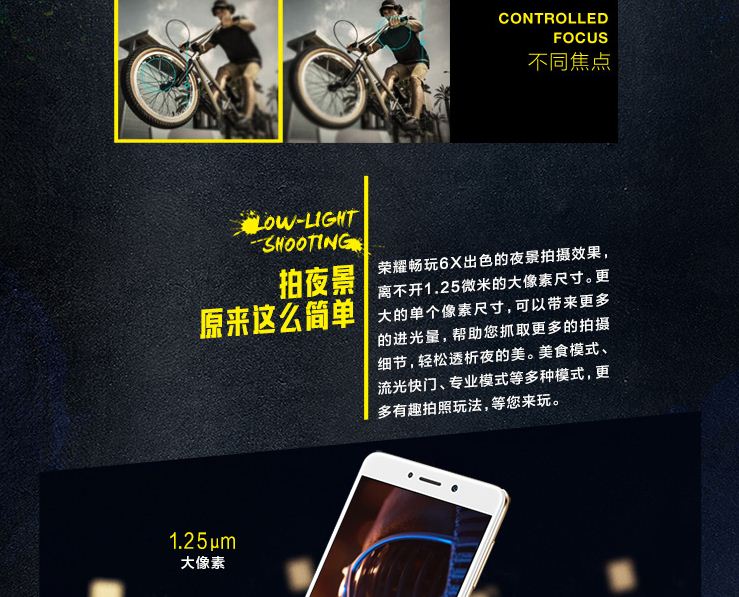 CONTROLLED
FOCUS
不同焦点
LOW-LIGHT
SHOOTING
拍夜景
原来这么简单
荣耀畅玩6X出色的夜景拍摄效果,
离不开1.25微米的大像素尺寸。更
大的单个像素尺寸,可以带来更多
的进光量,帮助您抓取更多的拍摄
细节,轻松透析夜的美。美食模式、
流光快门、专业模式等多种模式,更
多有趣拍照玩法,等您来玩。
1.25μm
大像素